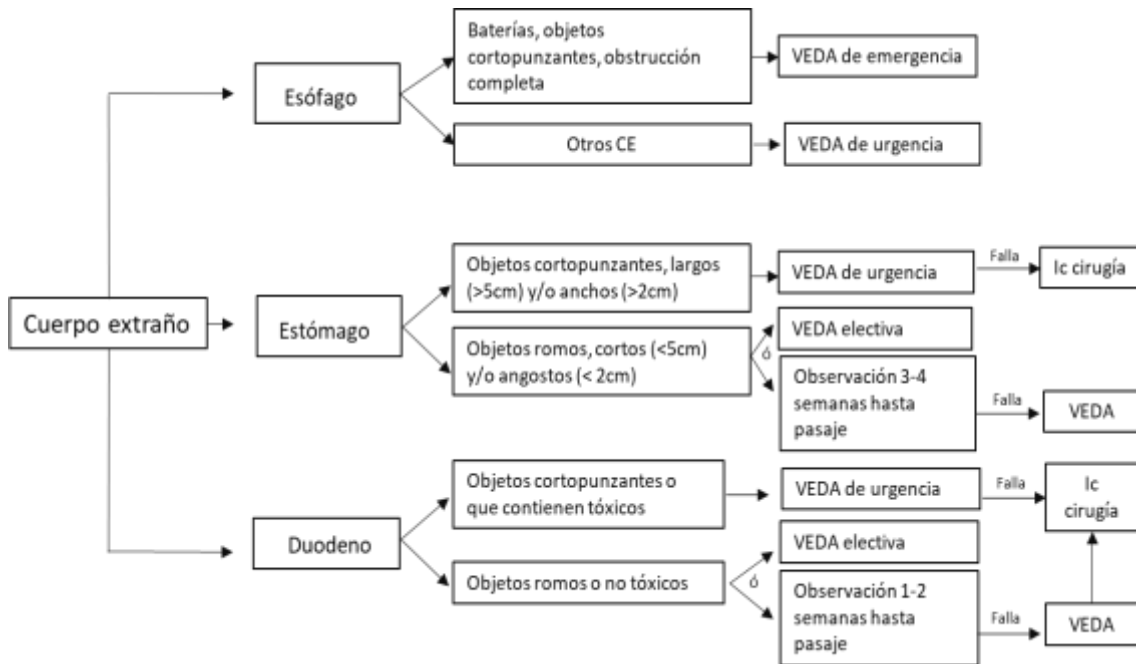 Cuerpo extraño
Esófago
Baterías, objetos
cortopunzantes, obstrucción
completa
VEDA de emergencia
Otros CE
VEDA de urgencia
Estómago
Objetos cortopunzantes, largos
(>5cm) y/o anchos (>2cm)
VEDA de urgencia
Falla
Ic cirugía
Objetos romos, cortos (<5cm)
y/o angostos (< 2cm)
ó
VEDA electiva
Observación 3-4
semanas hasta
pasaje
Falla
VEDA
Duodeno
Objetos cortopunzantes o
que contienen tóxicos
VEDA de urgencia
Falla
Ic
cirugía
Objetos romos o no tóxicos
ó
VEDA electiva
Observación 1-2
semanas hasta
pasaje
Falla
VEDA